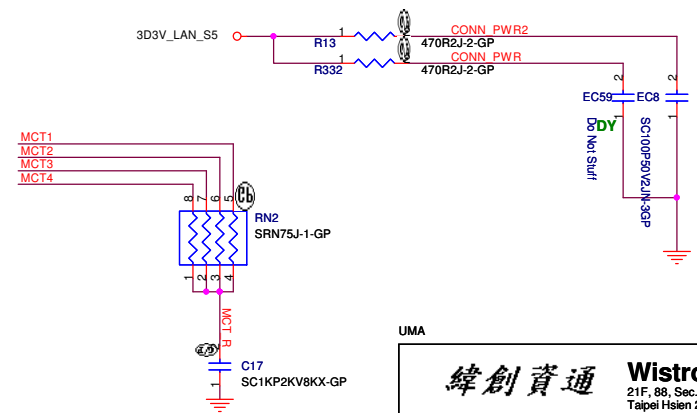 3D3V_LAN_S5
1
R13
2
CONN_PWR2
470R2J-2-GP
1
R332
2
CONN_PWR
470R2J-2-GP
2
2
EC59
EC8
1
1
DY
Do Not Stuff
SC100P50V2JN-3GP
MCT1
MCT2
MCT3
MCT4
8
7
6
5
RN2
SRN75J-1-GP
1
2
3
4
MCT_R
C17
1
SC1KP2KV8KX-GP
UMA
緯創資通
Wistro
21F, 88, Sec.
Taipei Hsien 2